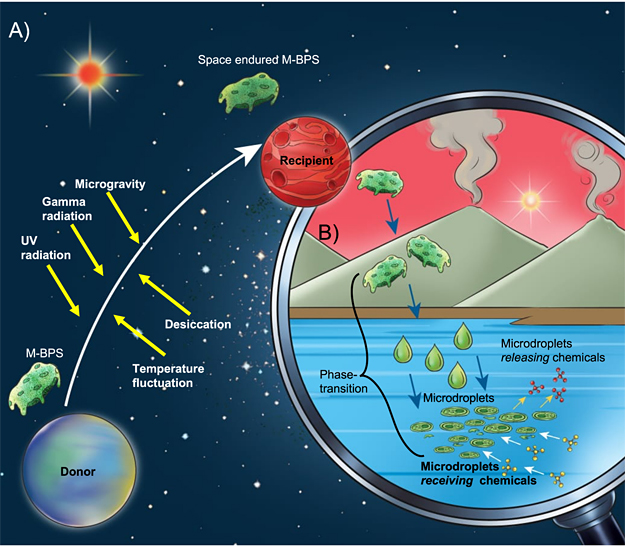 A)
Space endured M-BPS
Recipient
Microgravity
Gamma
radiation
UV
radiation
Desiccation
Temperature
fluctuation
M-BPS
Donor
B)
Phase-
transition
Microdroplets
releasing chemicals
Microdroplets
Microdroplets
receiving chemicals